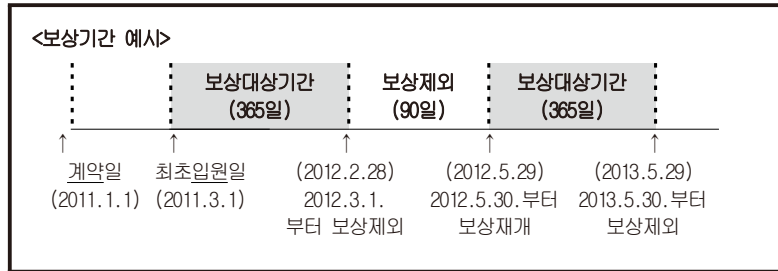 <보상기간 예시>
보상대상기간 보상제외 보상대상기간
(365일) (90일) (365일)
↑ ↑ ↑ ↑ ↑
계약일 최초입원일 (2012.2.28) (2012.5.29) (2013.5.29)
(2011.1.1) (2011.3.1) 2012.3.1. 2012.5.30.부터 2013.5.30.부터
부터 보상제외 보상재개 보상제외